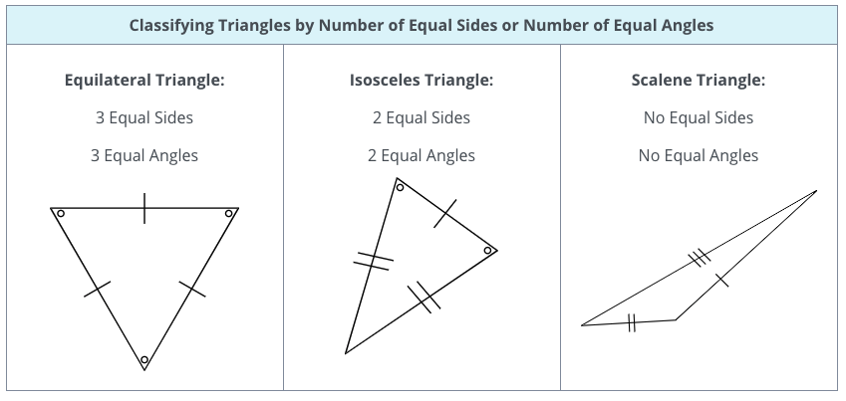 Classifying Triangles by Number of Equal Sides or Number of Equal Angles
Equilateral Triangle:
3 Equal Sides
3 Equal Angles
Isosceles Triangle:
2 Equal Sides
2 Equal Angles
Scalene Triangle:
No Equal Sides
No Equal Angles